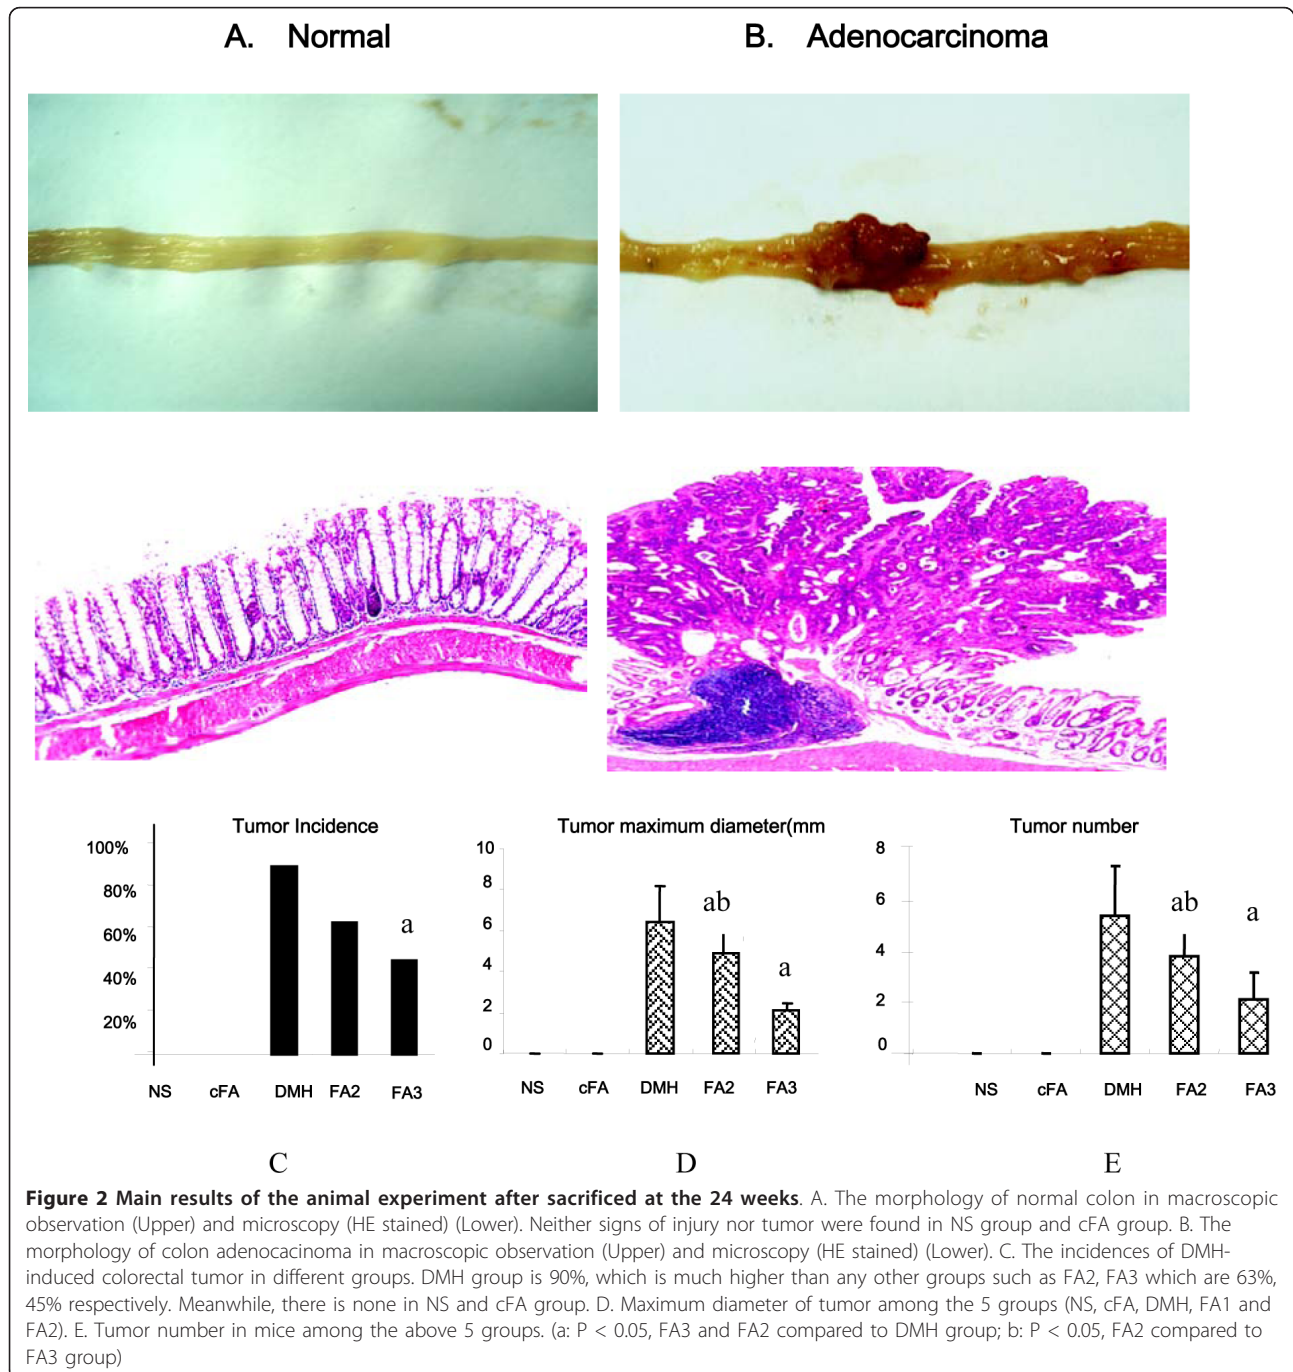 A. Normal
B. Adenocarcinoma
Tumor Incidence
100%
80%
60%
40%
20%
a
NS cFA DMH FA2 FA3
C
Tumor maximum diameter(mm
10
8
6
4
2
0
ab
a
NS cFA DMH FA2 FA3
D
Tumor number
8
6
4
2
0
ab
a
NS cFA DMH FA2 FA3
E
Figure 2 Main results of the animal experiment after sacrificed at the 24 weeks. A. The morphology of normal colon in macroscopic
observation (Upper) and microscopy (HE stained) (Lower). Neither signs of injury nor tumor were found in NS group and cFA group. B. The
morphology of colon adenocacinoma in macroscopic observation (Upper) and microscopy (HE stained) (Lower). C. The incidences of DMH-
induced colorectal tumor in different groups. DMH group is 90%, which is much higher than any other groups such as FA2, FA3 which are 63%,
45% respectively. Meanwhile, there is none in NS and cFA group. D. Maximum diameter of tumor among the 5 groups (NS, cFA, DMH, FA1 and
FA2). E. Tumor number in mice among the above 5 groups. (a: P < 0.05, FA3 and FA2 compared to DMH group; b: P < 0.05, FA2 compared to
FA3 group)